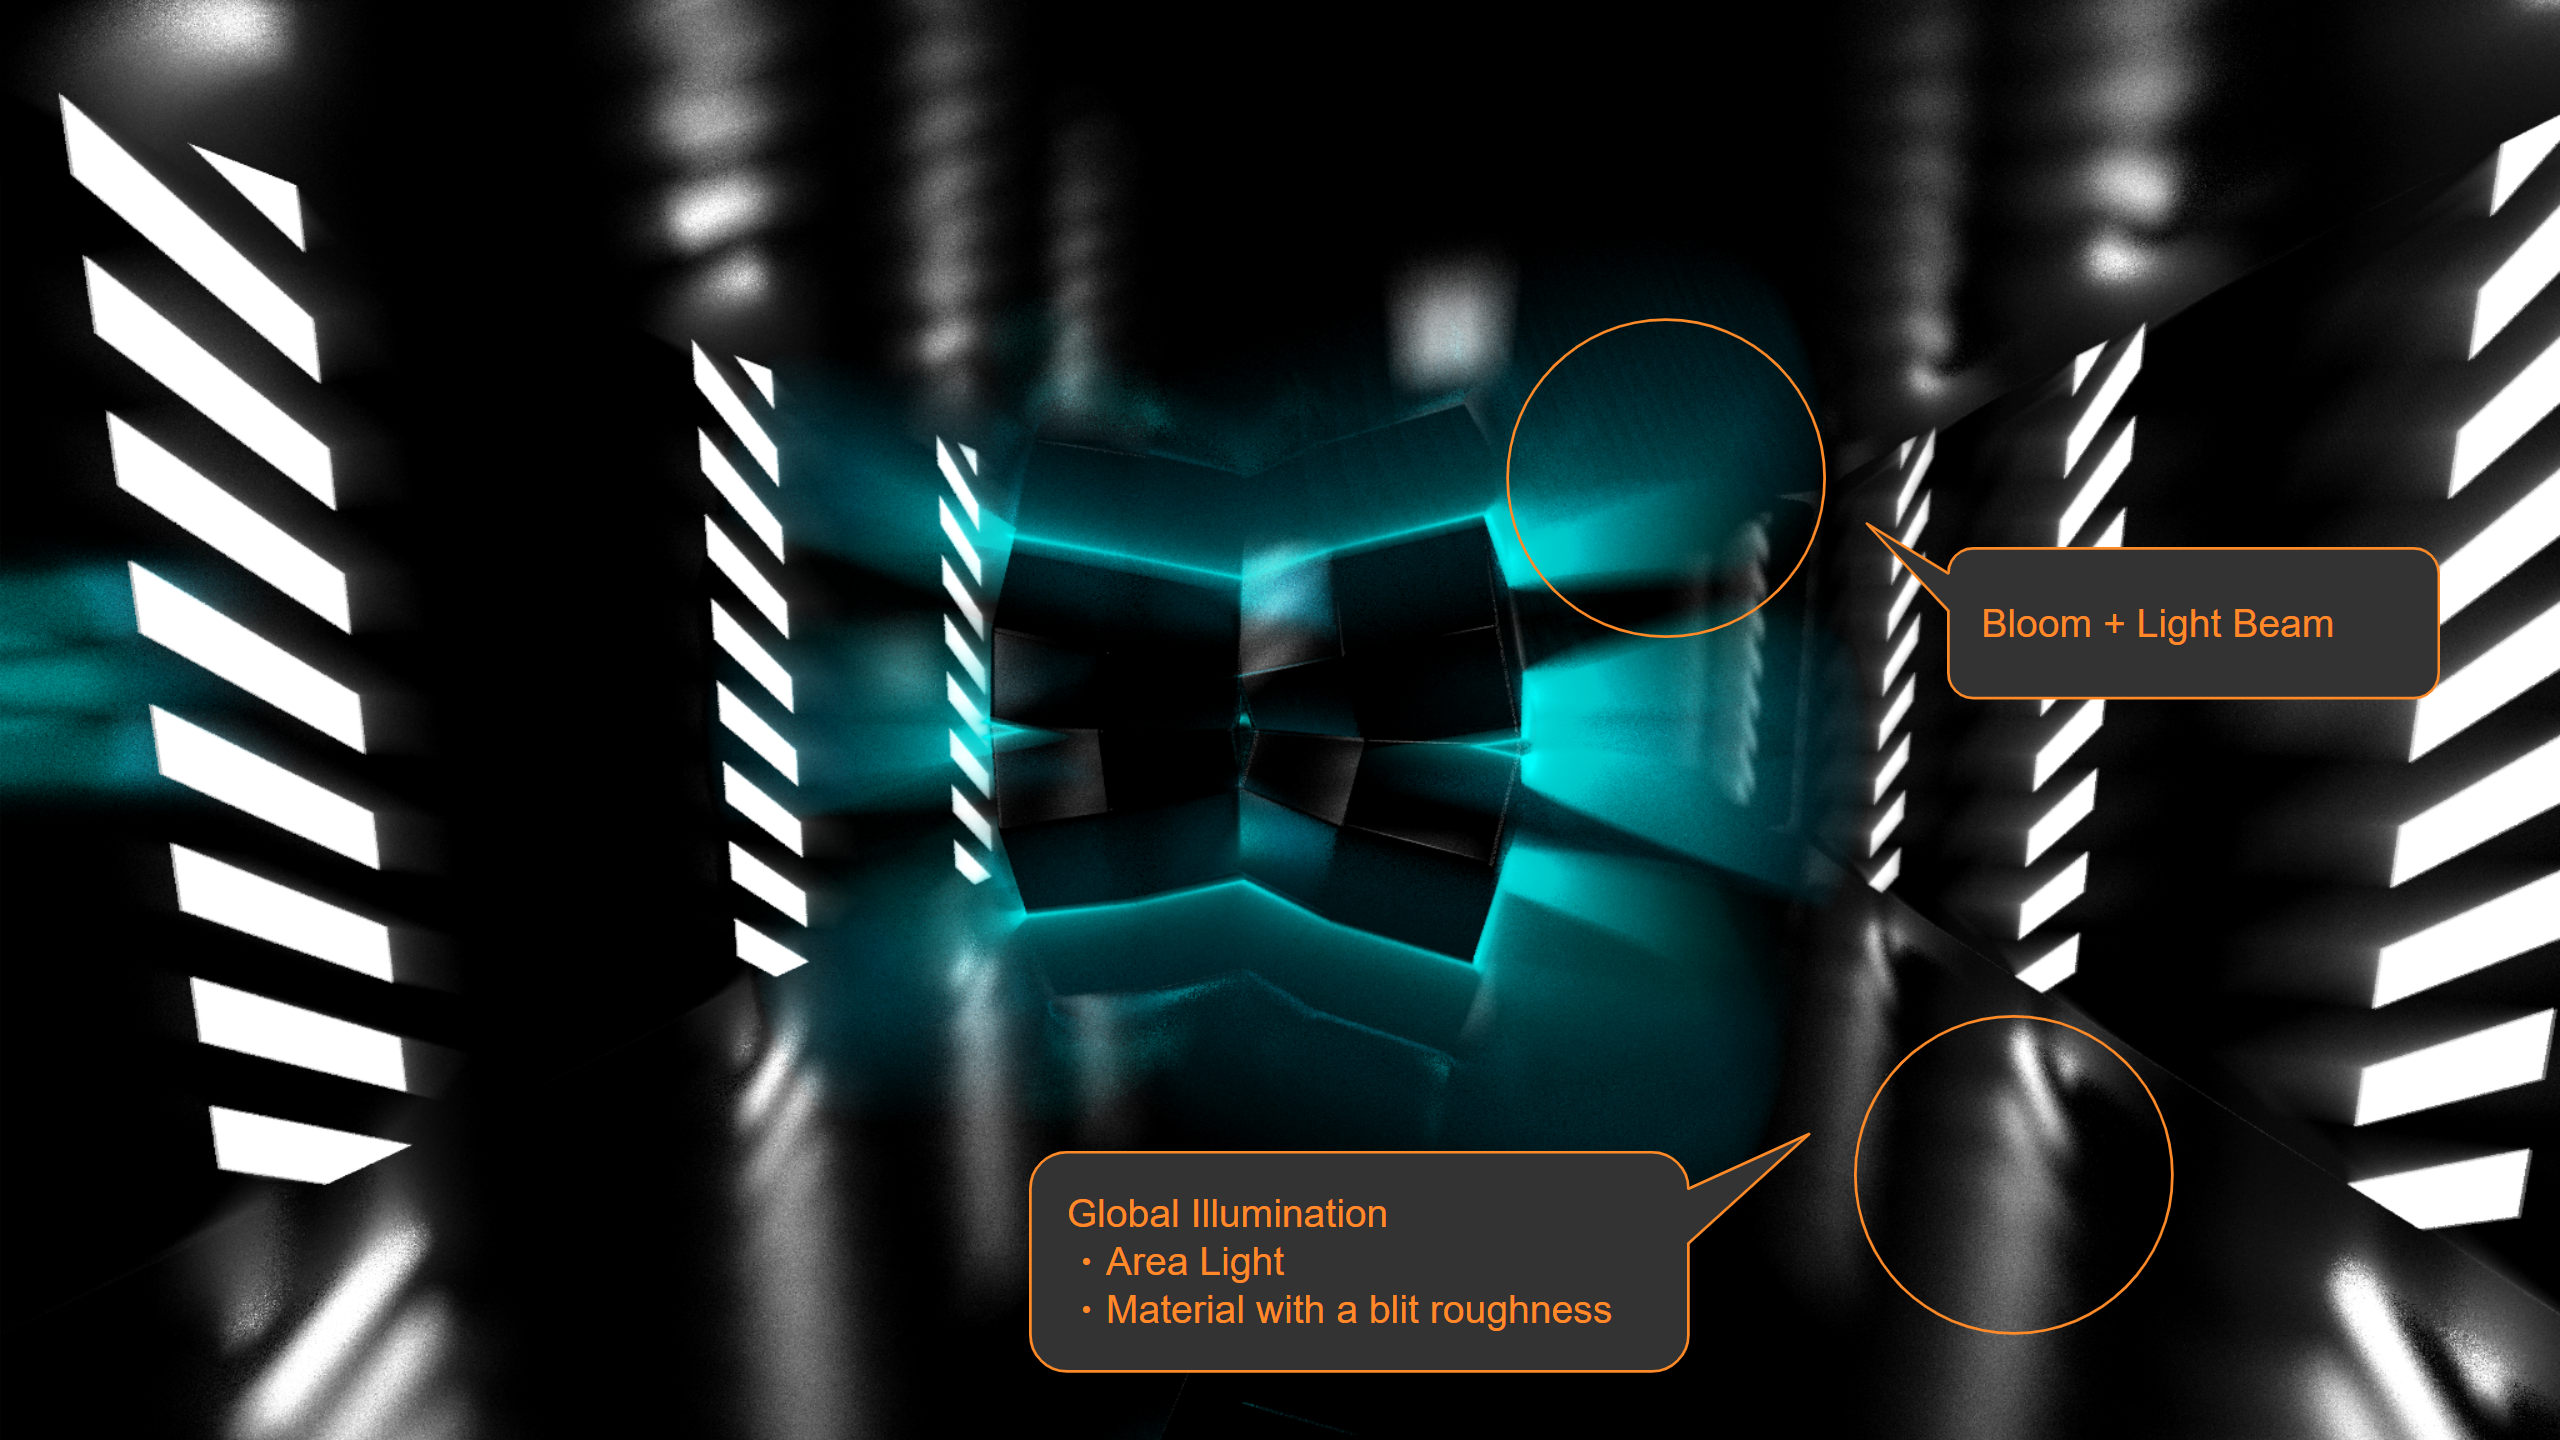 Bloom + Light Beam
Global Illumination
・Area Light
・Material with a blit roughness